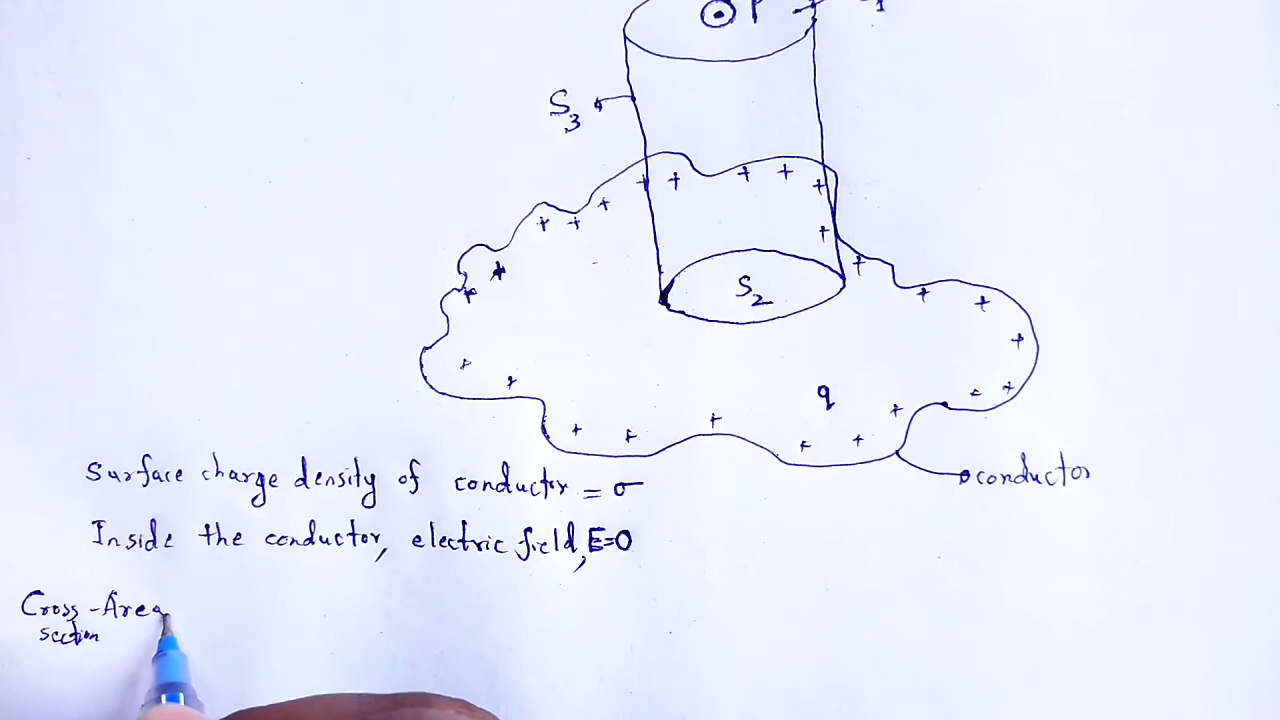 P
S3
S2
q
conductor
Surface charge density of conductor = σ
Inside the conductor, electric field, E=0
Cross-Area
section